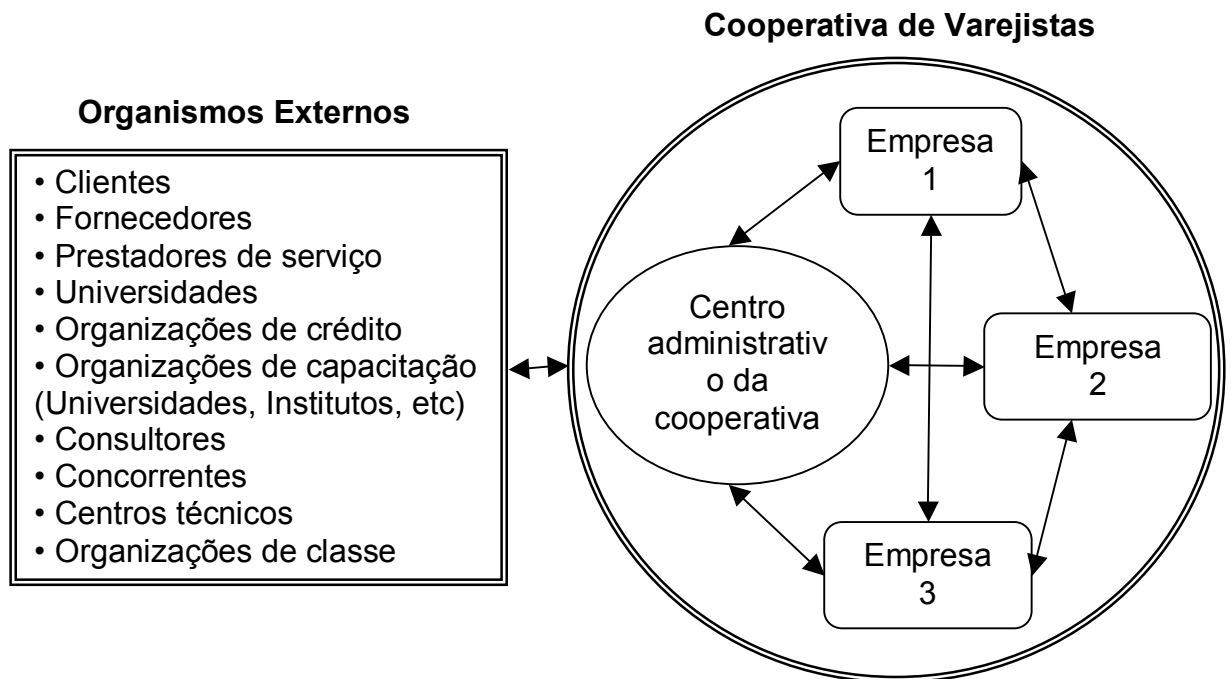 Cooperativa de Varejistas
Organismos Externos
• Clientes
• Fornecedores
• Prestadores de serviço
• Universidades
• Organizações de crédito
• Organizações de capacitação
(Universidades, Institutos, etc)
• Consultores
• Concorrentes
• Centros técnicos
• Organizações de classe
Empresa
1
Centro
administrativ
o da
cooperativa
Empresa
2
Empresa
3